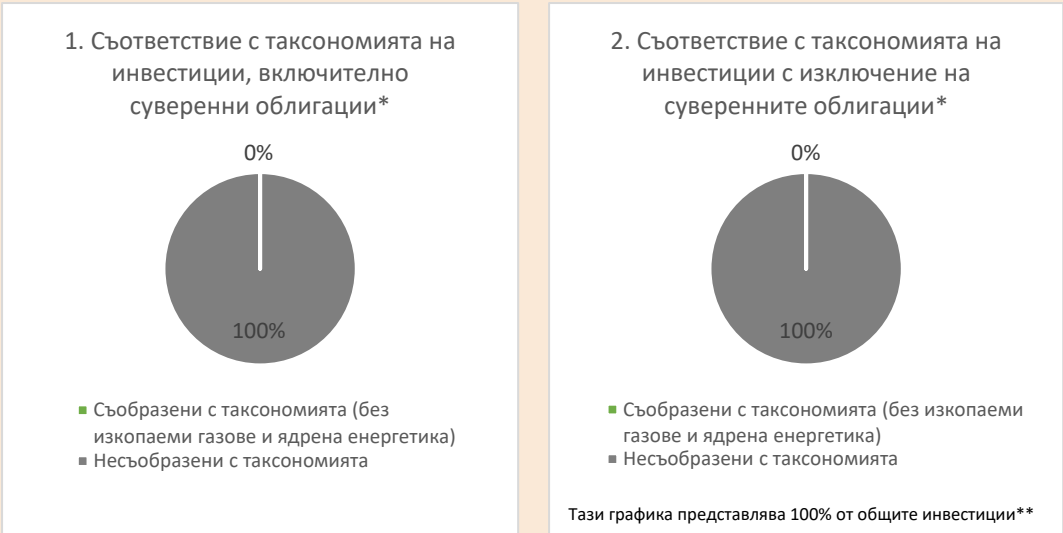 1. Съответствие с таксономията на
инвестиции, включително
суверенни облигации*
0%
100%
Съобразени с таксономията (без
изкопаеми газове и ядрена енергетика)
Несъобразени с таксономията
2. Съответствие с таксономията на
инвестиции с изключение на
суверенните облигации*
0%
100%
Съобразени с таксономията (без изкопаеми
газове и ядрена енергетика)
Несъобразени с таксономията
Тази графика представлява 100% от общите инвестиции**